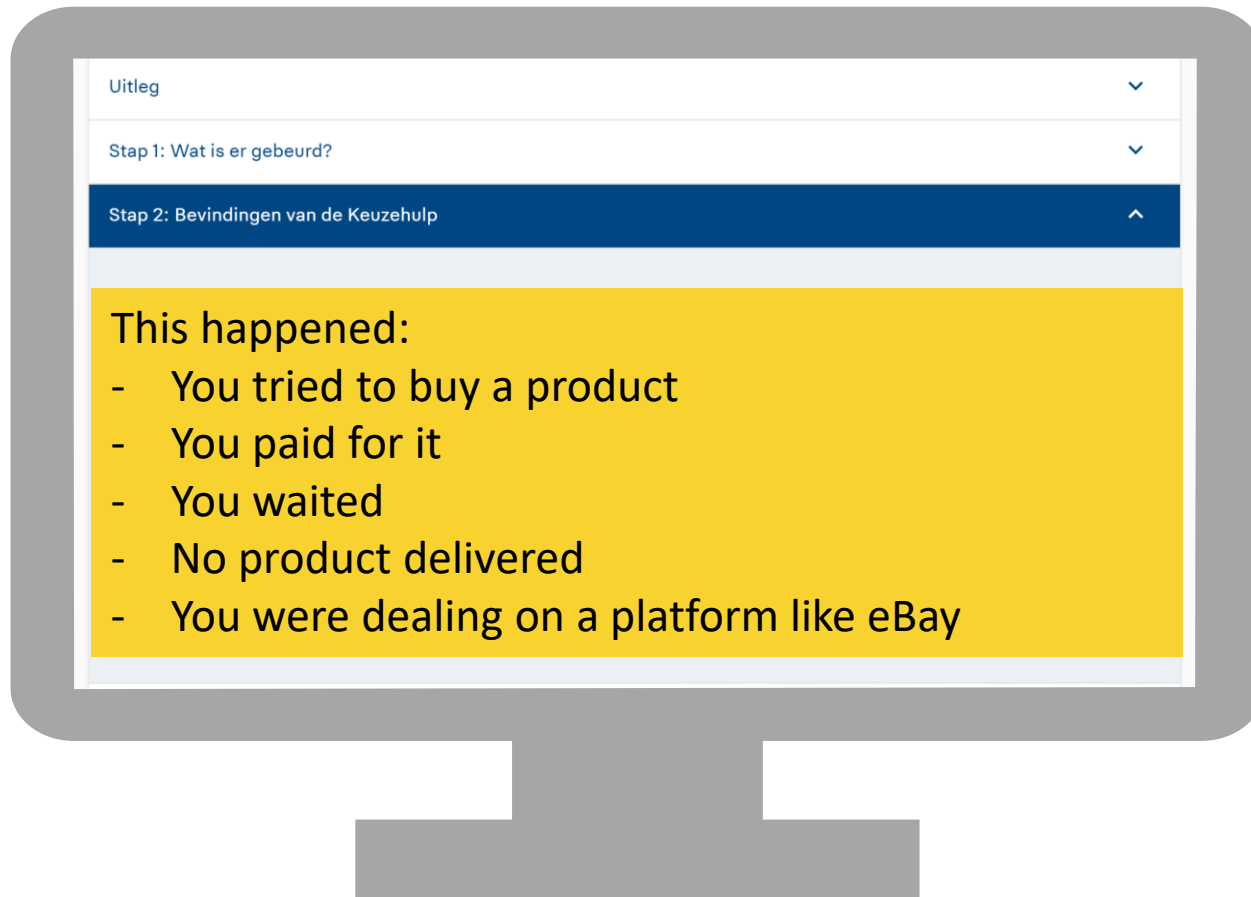 Uitleg
Stap 1: Wat is er gebeurd?
Stap 2: Bevindingen van de Keuzehulp
This happened:
- You tried to buy a product
- You paid for it
- You waited
- No product delivered
- You were dealing on a platform like eBay